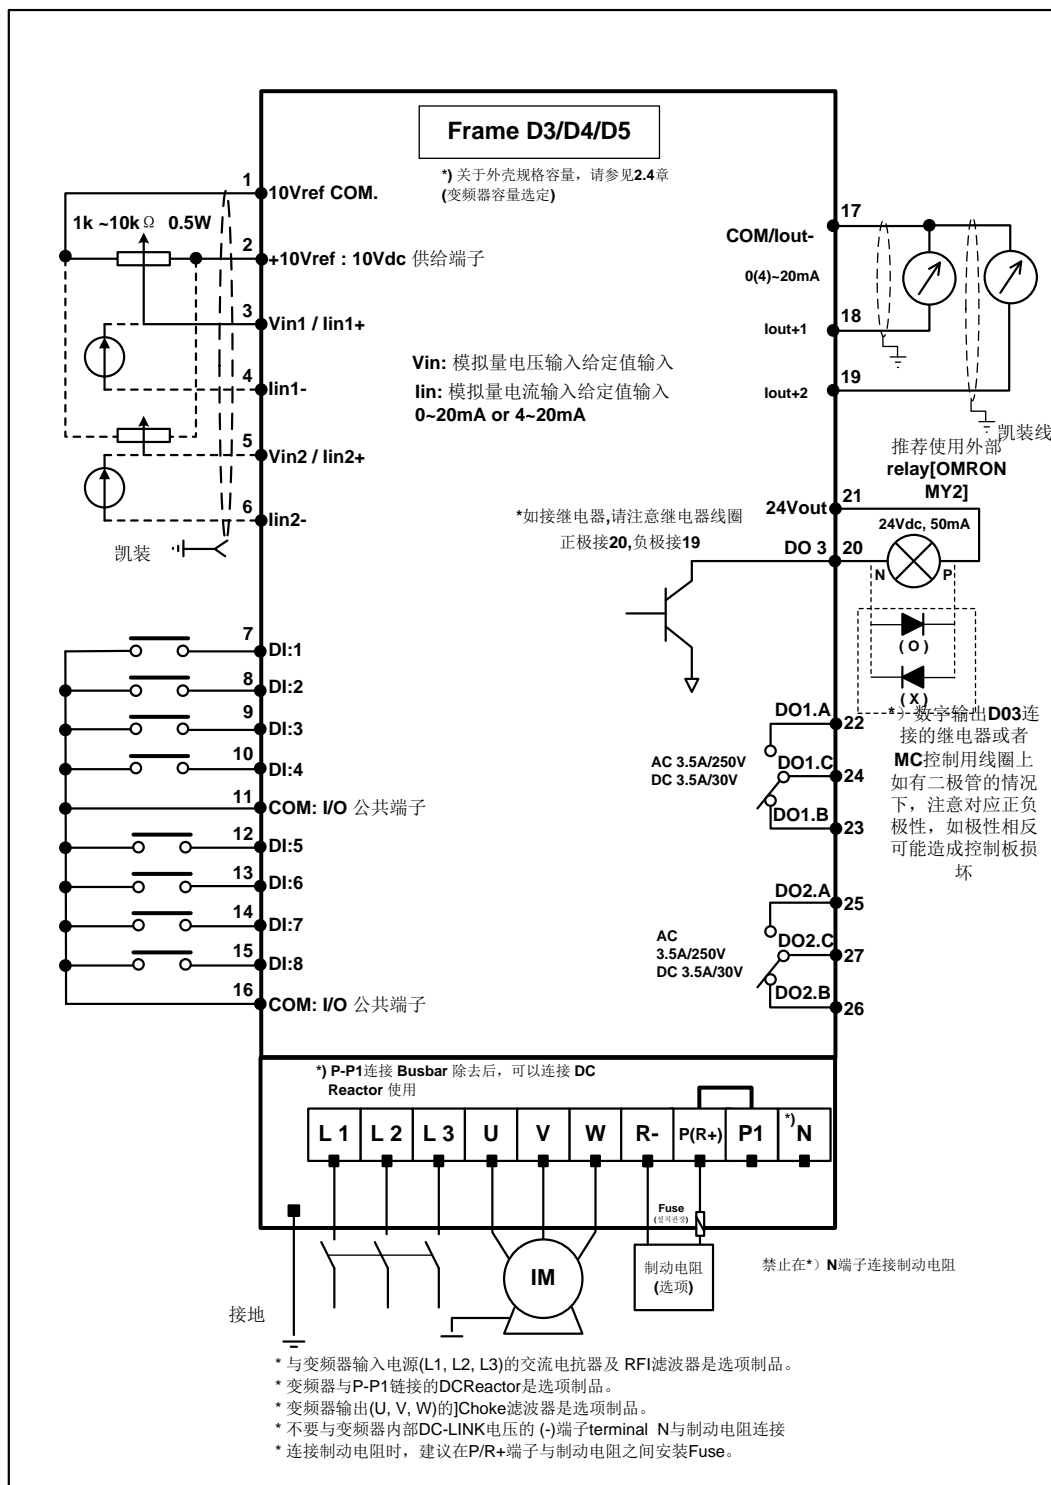 Frame D3/D4/D5
*) 关于外壳规格容量，请参见2.4章
(变频器容量选定)
1
10Vref COM.
1k ~10kΩ 0.5W
2
+10Vref : 10Vdc 供给端子
3
Vin1 / Iin1+
4
Iin1-
5
Vin2 / Iin2+
6
Iin2-
凯装
Vin: 模拟量电压输入给定值输入
Iin: 模拟量电流输入给定值输入
0~20mA or 4~20mA
17
COM/Iout-
0(4)~20mA
18
Iout+1
19
Iout+2
凯装线
推荐使用外部
relay[OMRON
MY2]
21
24Vout
24Vdc, 50mA
*如接继电器,请注意继电器线圈
正极接20,负极接19
DO 3
20
N
P
( O )
( X )
*）数字输出D03连
接的继电器或者
MC控制用线圈上
如有二极管的情况
下，注意对应正负
极性，如极性相反
可能造成控制板损
坏
7
DI:1
8
DI:2
9
DI:3
10
DI:4
11
COM: I/O 公共端子
12
DI:5
13
DI:6
14
DI:7
15
DI:8
16
COM: I/O 公共端子
DO1.A
22
AC 3.5A/250V
DC 3.5A/30V
DO1.C
24
DO1.B
23
DO2.A
25
AC
3.5A/250V
DC 3.5A/30V
DO2.C
27
DO2.B
26
*) P-P1连接 Busbar 除去后，可以连接 DC
Reactor 使用
L 1
L 2
L 3
U
V
W
R-
P(R+)
P1
*)
N
Fuse
(설치권장)
IM
制动电阻
(选项)
禁止在*）N端子连接制动电阻
接地
* 与变频器输入电源(L1, L2, L3)的交流电抗器及 RFI滤波器是选项制品。
* 变频器与P-P1链接的DCReactor是选项制品。
* 变频器输出(U, V, W)的]Choke滤波器是选项制品。
* 不要与变频器内部DC-LINK电压的 (-)端子terminal N与制动电阻连接
* 连接制动电阻时，建议在P/R+端子与制动电阻之间安装Fuse。